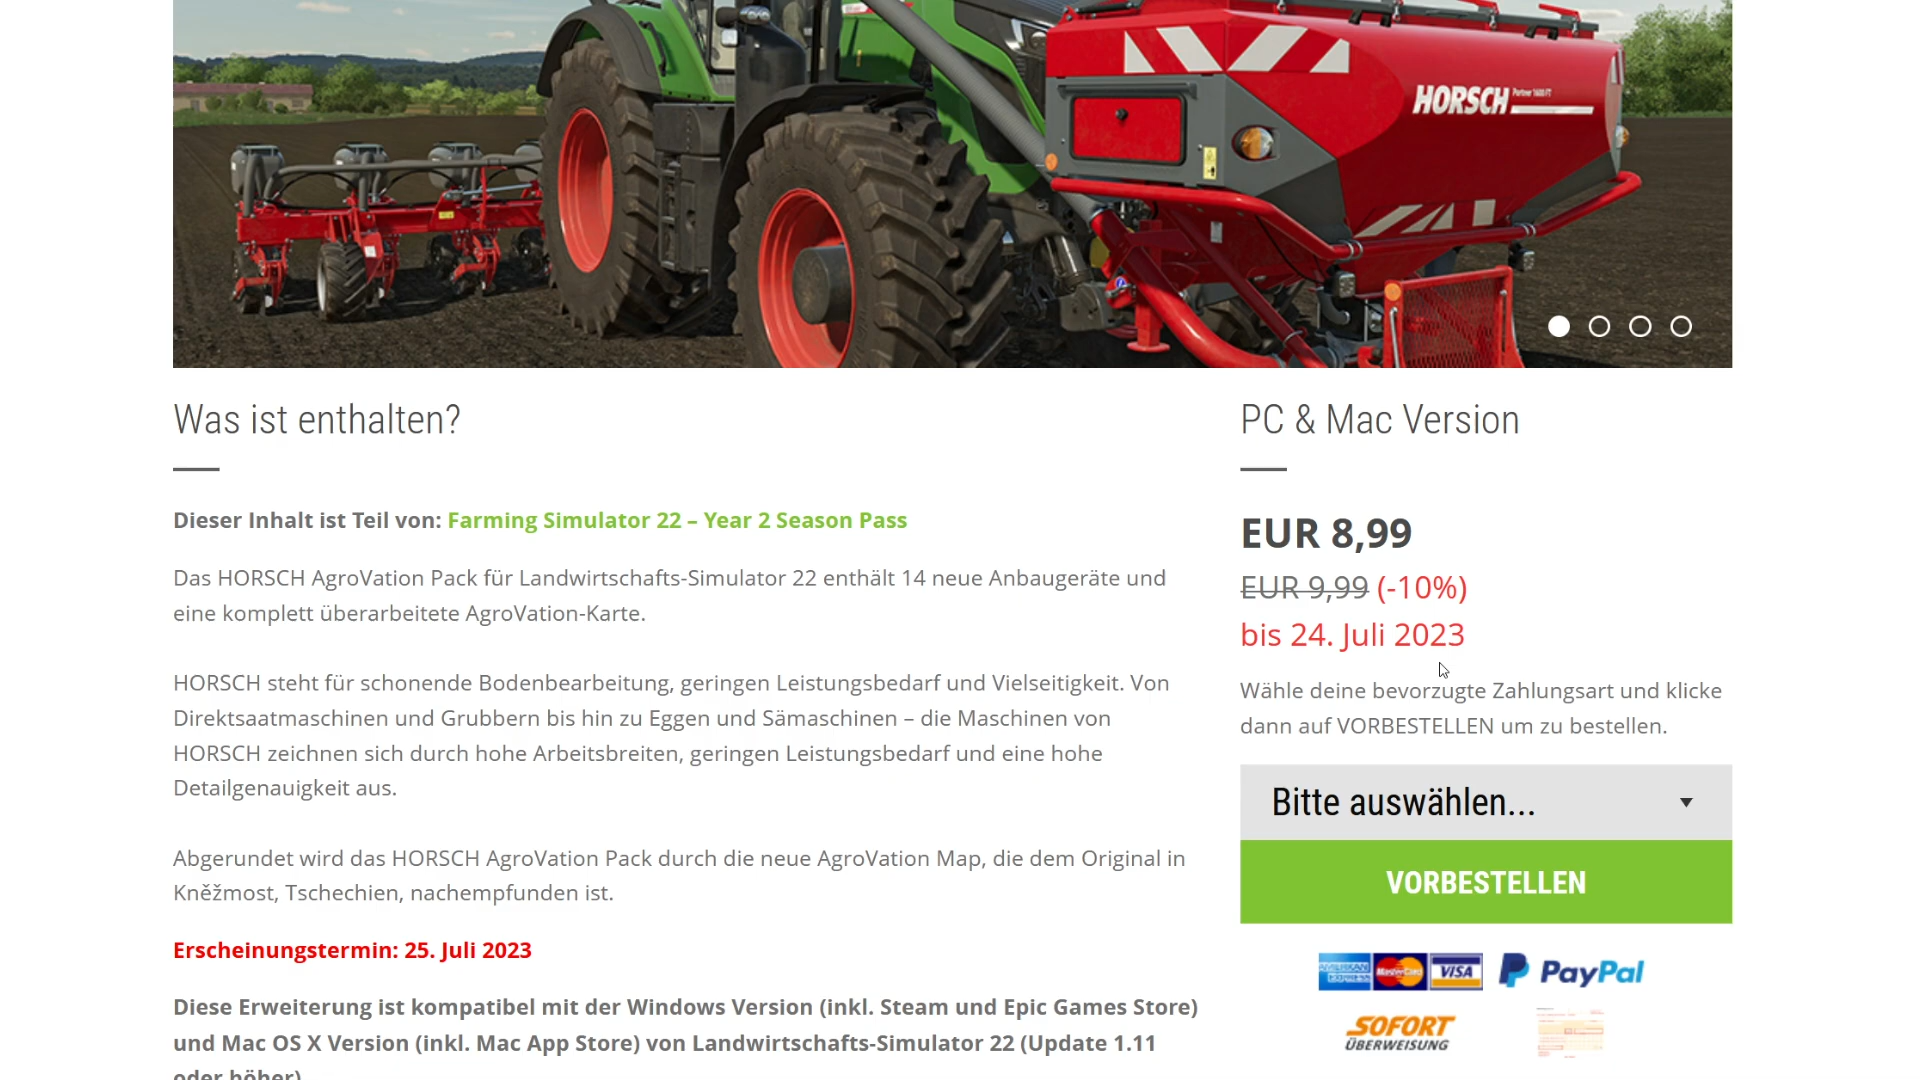 HORSCH Partner 1600 FT
Was ist enthalten?
Dieser Inhalt ist Teil von: Farming Simulator 22 – Year 2 Season Pass
Das HORSCH AgroVation Pack für Landwirtschafts-Simulator 22 enthält 14 neue Anbaugeräte und
eine komplett überarbeitete AgroVation-Karte.
HORSCH steht für schonende Bodenbearbeitung, geringen Leistungsbedarf und Vielseitigkeit. Von
Direktsaatmaschinen und Grubbern bis hin zu Eggen und Sämaschinen – die Maschinen von
HORSCH zeichnen sich durch hohe Arbeitsbreiten, geringen Leistungsbedarf und eine hohe
Detailgenauigkeit aus.
Abgerundet wird das HORSCH AgroVation Pack durch die neue AgroVation Map, die dem Original in
Kněžmost, Tschechien, nachempfunden ist.
Erscheinungstermin: 25. Juli 2023
Diese Erweiterung ist kompatibel mit der Windows Version (inkl. Steam und Epic Games Store)
und Mac OS X Version (inkl. Mac App Store) von Landwirtschafts-Simulator 22 (Update 1.11
oder höher)
PC & Mac Version
EUR 8,99
EUR 9,99 (-10%)
bis 24. Juli 2023
Wähle deine bevorzugte Zahlungsart und klicke
dann auf VORBESTELLEN um zu bestellen.
Bitte auswählen...
VORBESTELLEN
AMERICAN EXPRESS MasterCard VISA PayPal
SOFORT
ÜBERWEISUNG